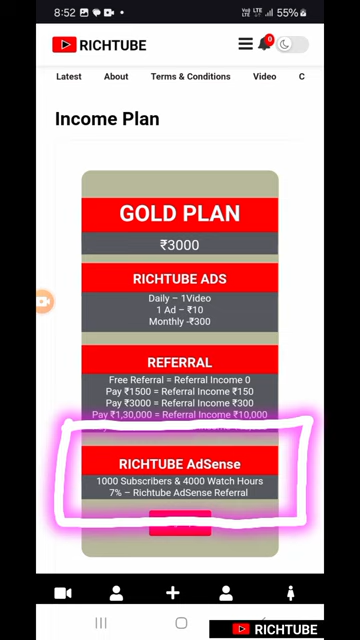 8:52
Vo) LTE 55%
RICHTUBE
0
Latest About Terms & Conditions Video C
Income Plan
GOLD PLAN
₹3000
RICHTUBE ADS
Daily – 1Video
1 Ad – ₹10
Monthly -₹300
REFERRAL
Free Referral = Referral Income 0
Pay ₹1500 = Referral Income ₹150
Pay ₹3000 = Referral Income ₹300
Pay ₹1,30,000 = Referral Income ₹10,000
RICHTUBE AdSense
1000 Subscribers & 4000 Watch Hours
7% – Richtube AdSense Referral
RICHTUBE